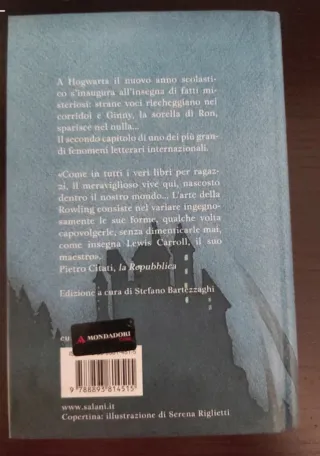 A Hogwarts il nuovo anno scolasti-
co s'inaugura all'insegna di fatti mi-
steriosi: strane voci riecheggiano nei
corridoi e Ginny, la sorella di Ron,
sparisce nel nulla...
Il secondo capitolo di uno dei più gran-
di fenomeni letterari internazionali.
«Come in tutti i veri libri per ragaz-
zi, il meraviglioso vive qui, nascosto
dentro il nostro mondo... L'arte della
Rowling consiste nel variare ingegno-
samente le sue forme, qualche volta
capovolgerle, senza dimenticarle mai,
come insegna Lewis Carroll, il suo
maestro».
Pietro Citati, la Repubblica
Edizione a cura di Stefano Bartezzaghi
MONDADORI
9 788893 814515
www.salani.it
Copertina: illustrazione di Serena Riglietti